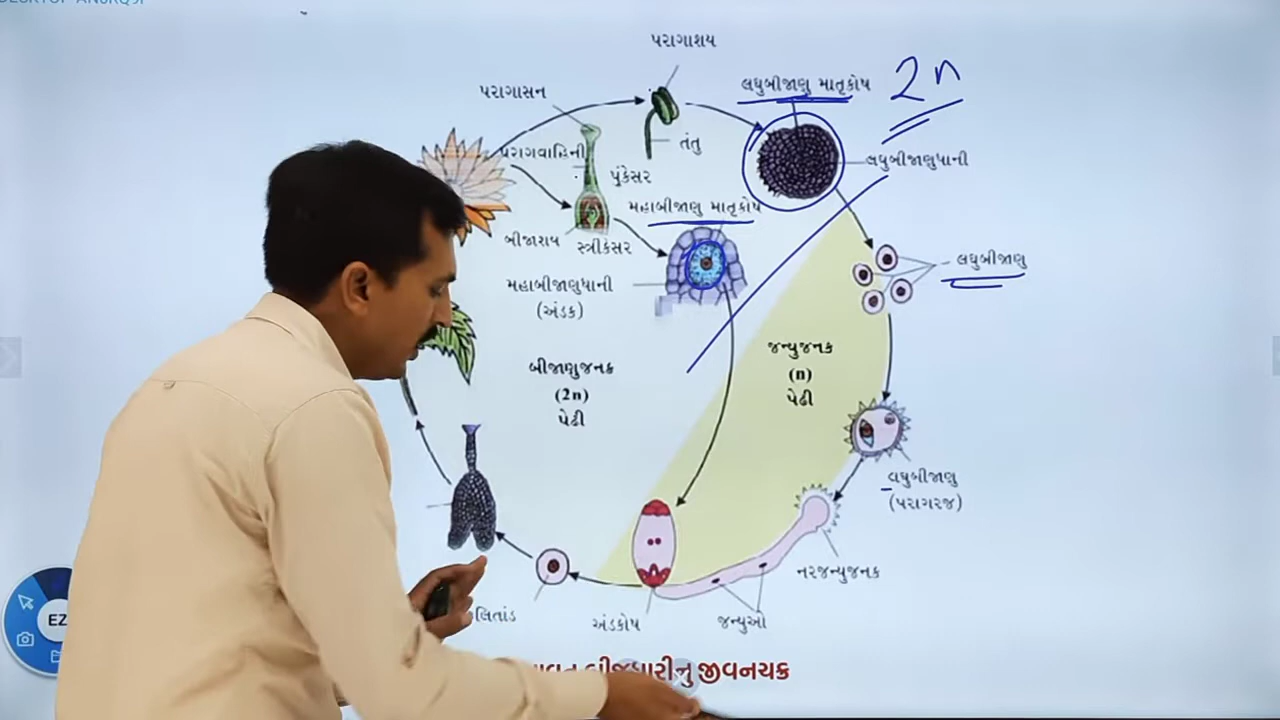 પરાગાશય
લઘુબીજાણુ માતૃકોષ
2n
પરાગાસન
તંતુ
પરાગવાહિની
લઘુબીજાણુધાની
પુંકેસર
મહાબીજાણુ માતૃકોષ
બીજાશય
સ્ત્રીકેસર
લઘુબીજાણુ
મહાબીજાણુધાની
(અંડક)
જન્યુજનક
(n)
પેઢી
બીજાણુજનક
(2n)
પેઢી
લઘુબીજાણુ
(પરાગરજ)
નરજન્યુજનક
અંડકોષ
જન્યુઓ
જીવનચક્ર
EZ